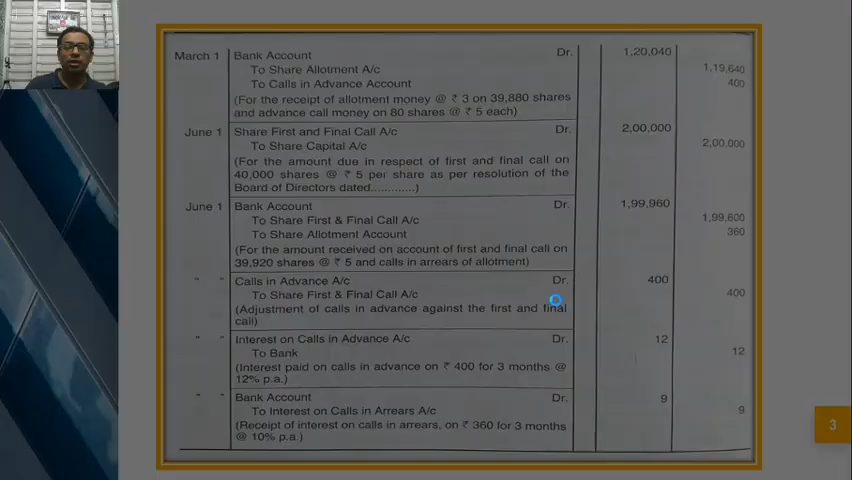 March 1 Bank Account Dr. 1,20,040
To Share Allotment A/c 1,19,640
To Calls in Advance Account 400
(For the receipt of allotment money @ ₹ 3 on 39,880 shares
and advance call money on 80 shares @ ₹ 5 each)
June 1 Share First and Final Call A/c Dr. 2,00,000
To Share Capital A/c 2,00,000
(For the amount due in respect of first and final call on
40,000 shares @ ₹ 5 per share as per resolution of the
Board of Directors dated.............)
June 1 Bank Account Dr. 1,99,960
To Share First & Final Call A/c 1,99,600
To Share Allotment Account 360
(For the amount received on account of first and final call on
39,920 shares @ ₹ 5 and calls in arrears of allotment)
" " Calls in Advance A/c Dr. 400
To Share First & Final Call A/c 400
(Adjustment of calls in advance against the first and final
call)
" " Interest on Calls in Advance A/c Dr. 12
To Bank 12
(Interest paid on calls in advance on ₹ 400 for 3 months @
12% p.a.)
" " Bank Account Dr. 9
To Interest on Calls in Arrears A/c 9
(Receipt of interest on calls in arrears, on ₹ 360 for 3 months
@ 10% p.a.)
3